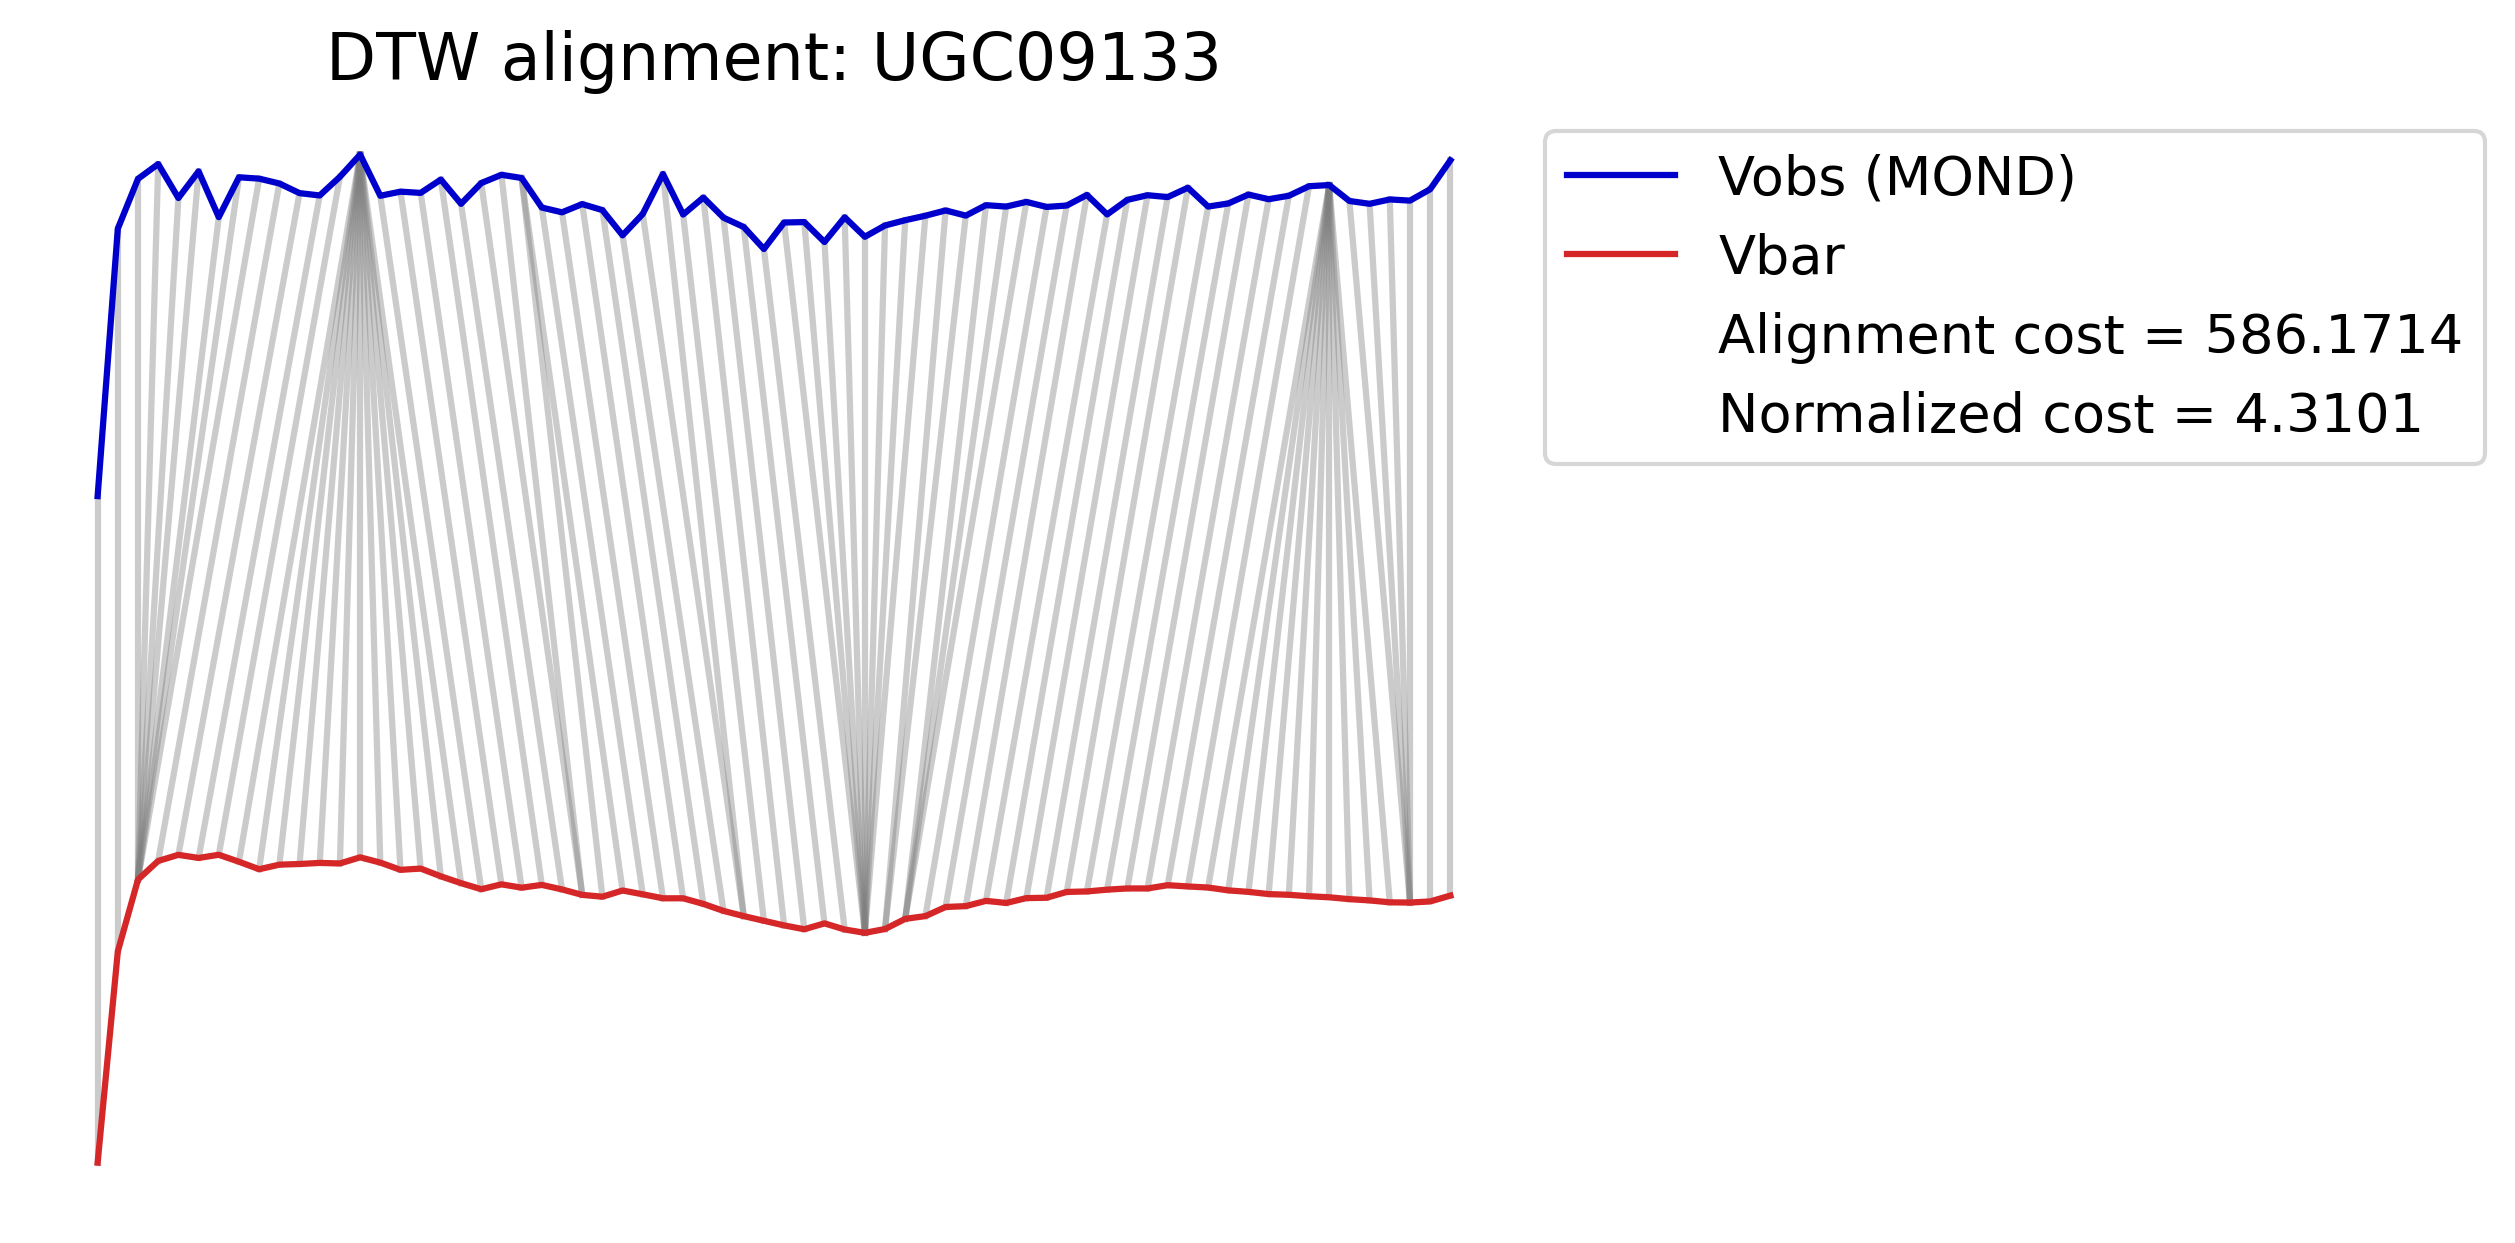 DTW alignment: UGC09133
Vobs (MOND)
Vbar
Alignment cost = 586.1714
Normalized cost = 4.3101